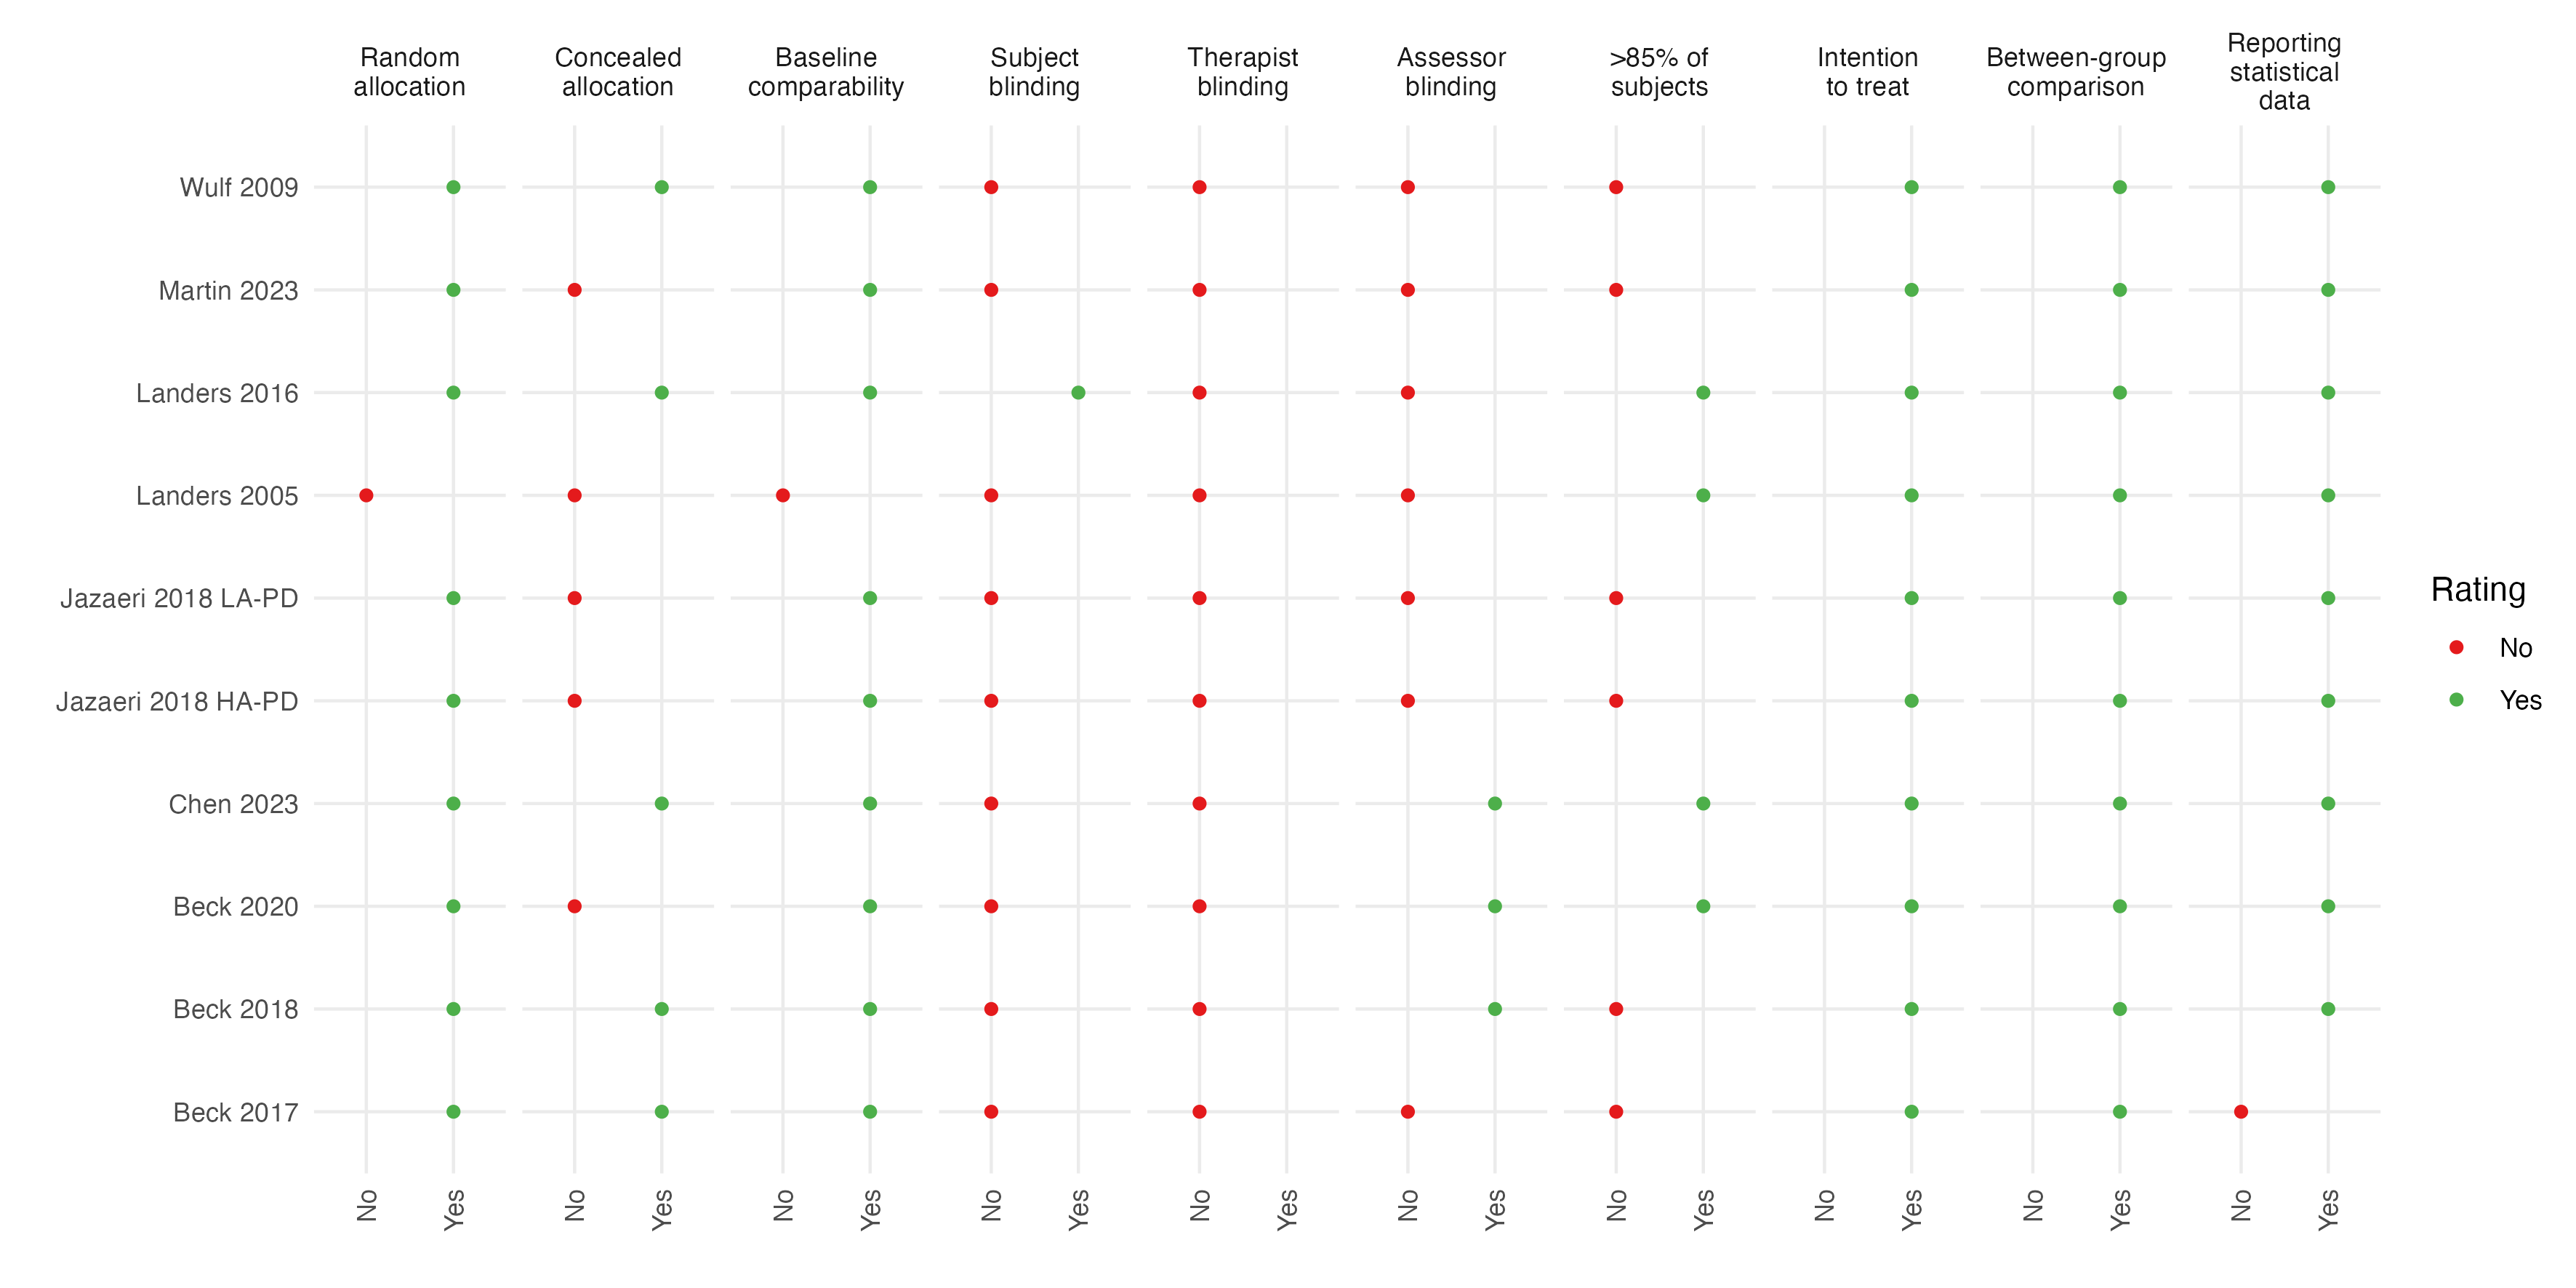 Random
allocation
Concealed
allocation
Baseline
comparability
Subject
blinding
Therapist
blinding
Assessor
blinding
>85% of
subjects
Intention
to treat
Between-group
comparison
Reporting
statistical
data
Wulf 2009
Martin 2023
Landers 2016
Landers 2005
Jazaeri 2018 LA-PD
Jazaeri 2018 HA-PD
Chen 2023
Beck 2020
Beck 2018
Beck 2017
No Yes No Yes No Yes No Yes No Yes No Yes No Yes No Yes No Yes No Yes
Rating
No
Yes